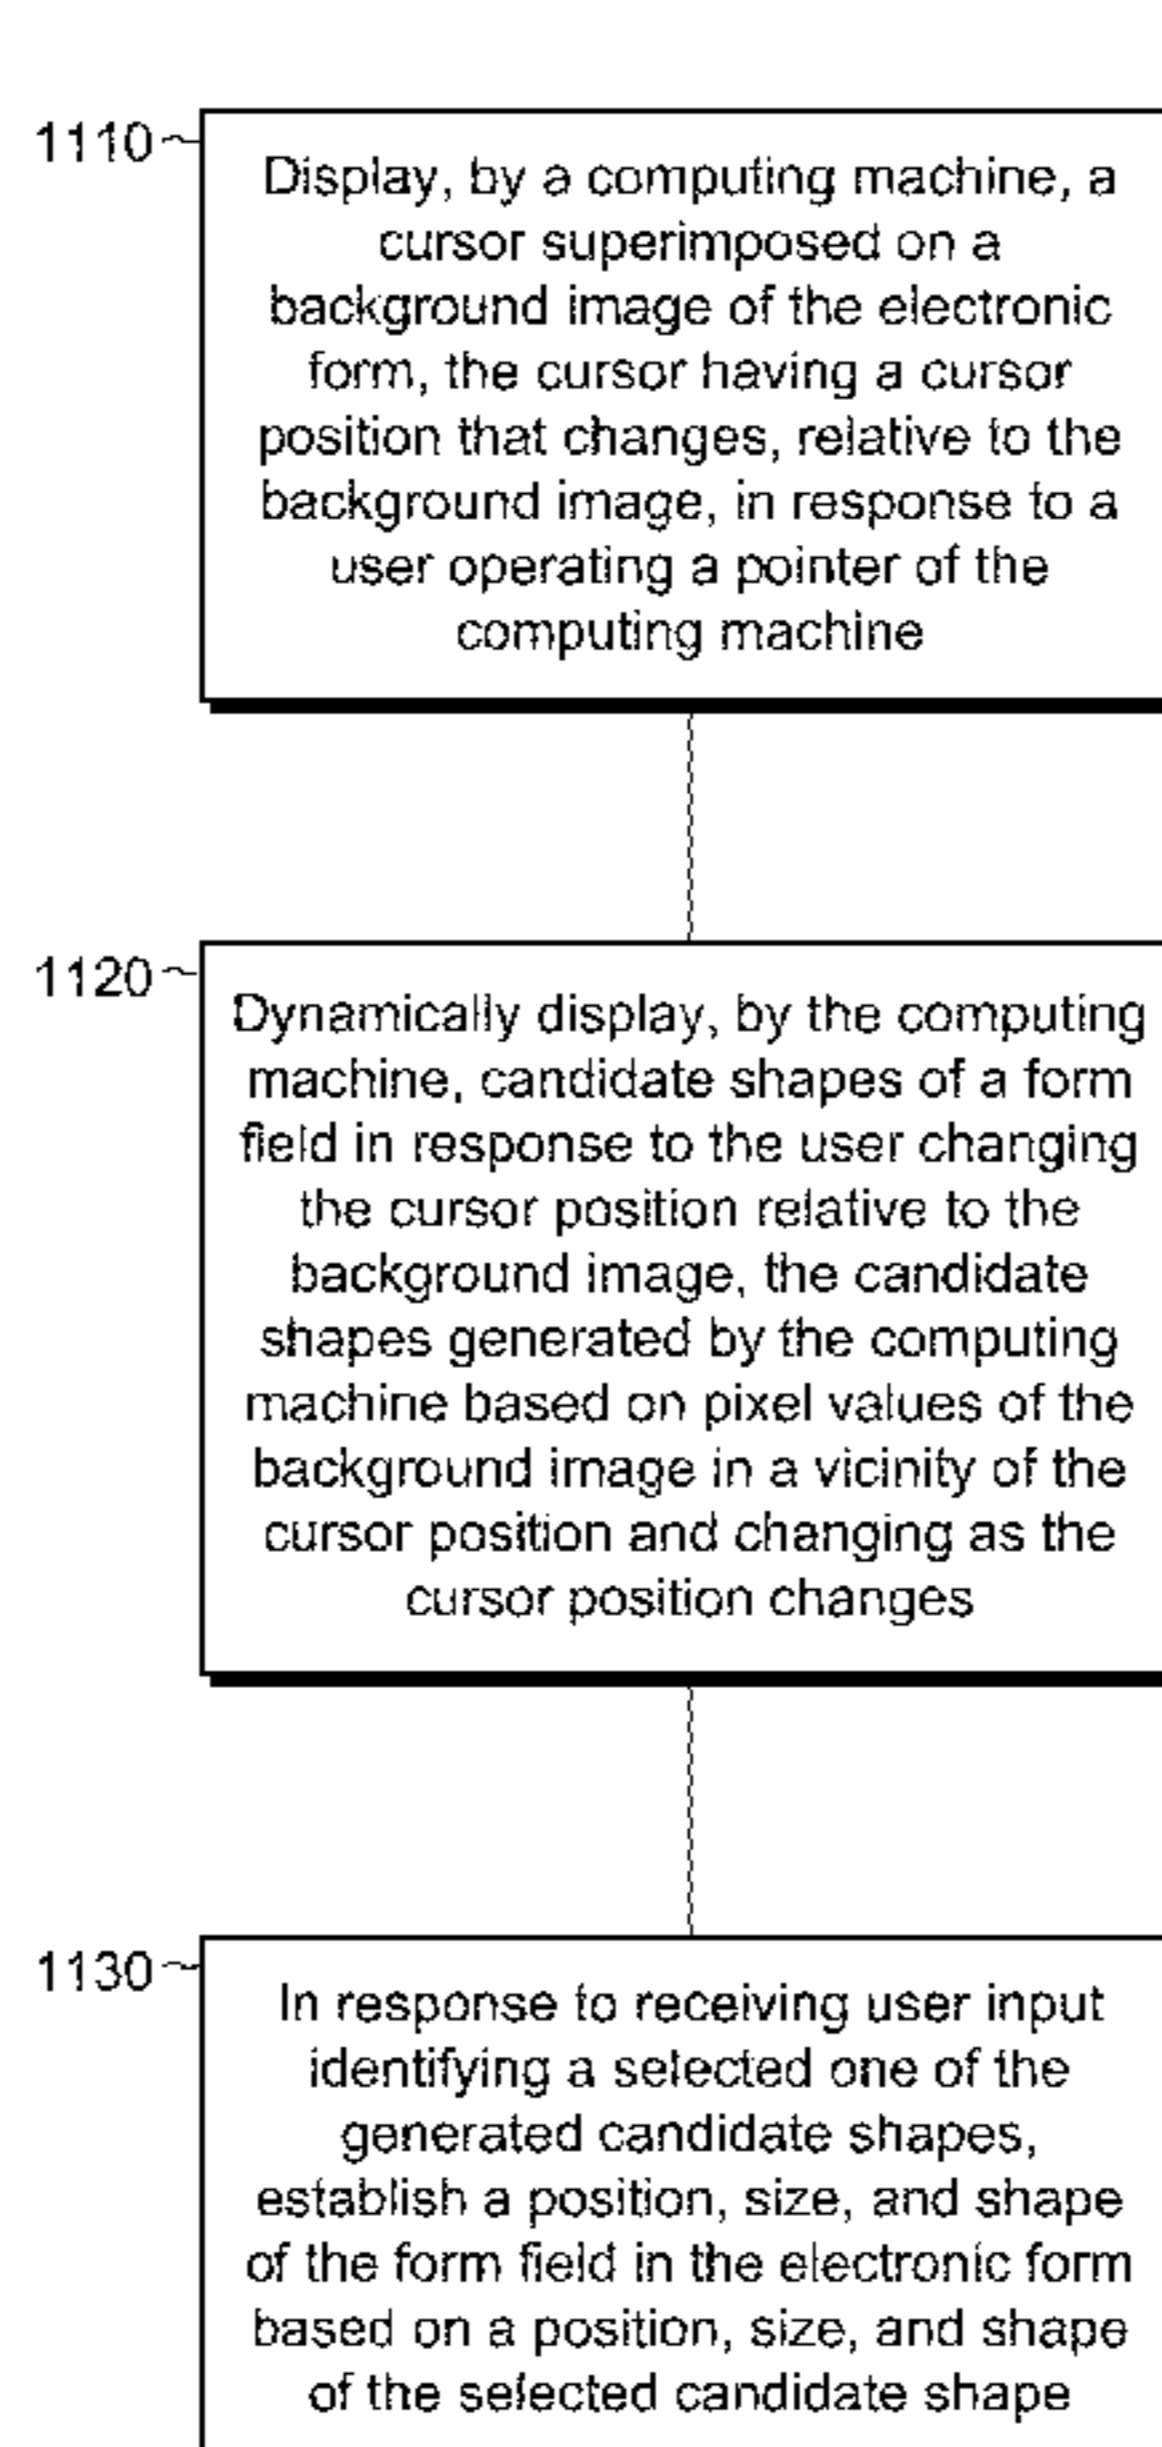 1110
Display, by a computing machine, a
cursor superimposed on a
background image of the electronic
form, the cursor having a cursor
position that changes, relative to the
background image, in response to a
user operating a pointer of the
computing machine
1120
Dynamically display, by the computing
machine, candidate shapes of a form
field in response to the user changing
the cursor position relative to the
background image, the candidate
shapes generated by the computing
machine based on pixel values of the
background image in a vicinity of the
cursor position and changing as the
cursor position changes
1130
In response to receiving user input
identifying a selected one of the
generated candidate shapes,
establish a position, size, and shape
of the form field in the electronic form
based on a position, size, and shape
of the selected candidate shape